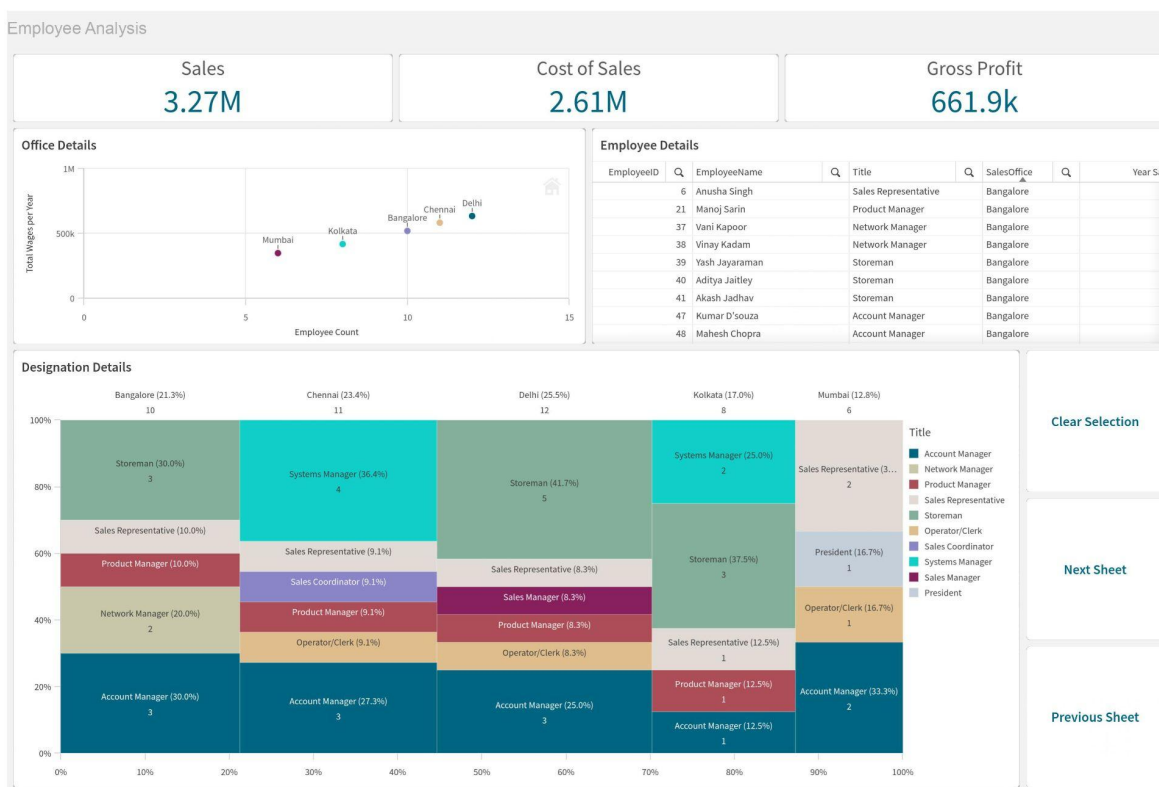 Employee Analysis
Sales
3.27M
Cost of Sales
2.61M
Gross Profit
661.9k
Office Details
1M
500k
0
Total Wages per Year
Mumbai
Kolkata
Bangalore
Chennai
Delhi
0 5 10 15
Employee Count
Employee Details
EmployeeID EmployeeName Title SalesOffice Year Sa
6 Anusha Singh Sales Representative Bangalore
21 Manoj Sarin Product Manager Bangalore
37 Vani Kapoor Network Manager Bangalore
38 Vinay Kadam Network Manager Bangalore
39 Yash Jayaraman Storeman Bangalore
40 Aditya Jaitley Storeman Bangalore
41 Akash Jadhav Storeman Bangalore
47 Kumar D'souza Account Manager Bangalore
48 Mahesh Chopra Account Manager Bangalore
Designation Details
Bangalore (21.3%) Chennai (23.4%) Delhi (25.5%) Kolkata (17.0%) Mumbai (12.8%)
10 11 12 8 6
100%
80%
60%
40%
20%
0%
Storeman (30.0%)
3
Sales Representative (10.0%)
Product Manager (10.0%)
Network Manager (20.0%)
2
Account Manager (30.0%)
3
Systems Manager (36.4%)
4
Sales Representative (9.1%)
Sales Coordinator (9.1%)
Product Manager (9.1%)
Operator/Clerk (9.1%)
Account Manager (27.3%)
3
Storeman (41.7%)
5
Sales Representative (8.3%)
Sales Manager (8.3%)
Product Manager (8.3%)
Operator/Clerk (8.3%)
Account Manager (25.0%)
3
Systems Manager (25.0%)
2
Storeman (37.5%)
3
Sales Representative (12.5%)
1
Product Manager (12.5%)
1
Account Manager (12.5%)
1
Sales Representative (3...
2
President (16.7%)
1
Operator/Clerk (16.7%)
1
Account Manager (33.3%)
2
0% 10% 20% 30% 40% 50% 60% 70% 80% 90% 100%
Title
Account Manager
Network Manager
Product Manager
Sales Representative
Storeman
Operator/Clerk
Sales Coordinator
Systems Manager
Sales Manager
President
Clear Selection
Next Sheet
Previous Sheet